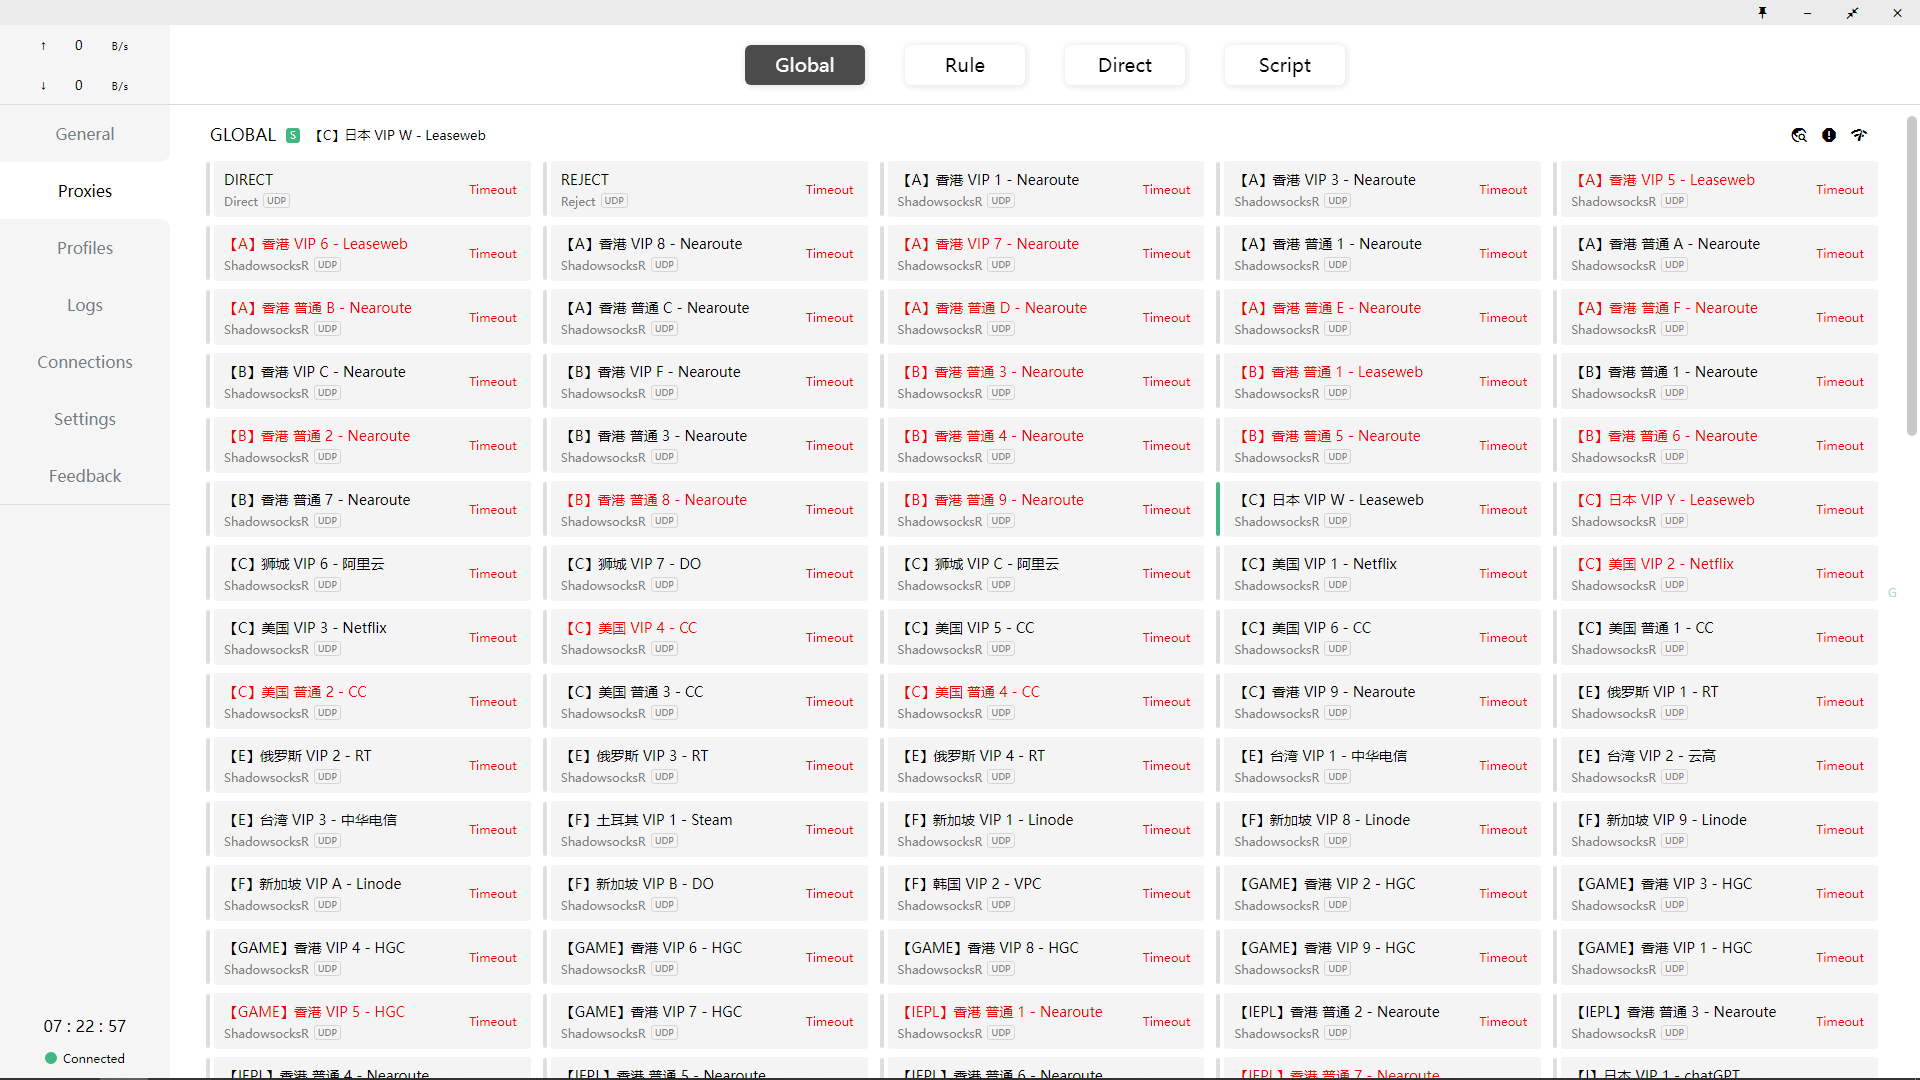 ↑ 0 B/s
↓ 0 B/s
Global Rule Direct Script
General
Proxies
Profiles
Logs
Connections
Settings
Feedback
07 : 22 : 57
Connected
GLOBAL S 【C】日本 VIP W - Leaseweb
DIRECT
Direct UDP
Timeout
REJECT
Reject UDP
Timeout
【A】香港 VIP 1 - Nearoute
ShadowsocksR UDP
Timeout
【A】香港 VIP 3 - Nearoute
ShadowsocksR UDP
Timeout
【A】香港 VIP 5 - Leaseweb
ShadowsocksR UDP
Timeout
【A】香港 VIP 6 - Leaseweb
ShadowsocksR UDP
Timeout
【A】香港 VIP 8 - Nearoute
ShadowsocksR UDP
Timeout
【A】香港 VIP 7 - Nearoute
ShadowsocksR UDP
Timeout
【A】香港 普通 1 - Nearoute
ShadowsocksR UDP
Timeout
【A】香港 普通 A - Nearoute
ShadowsocksR UDP
Timeout
【A】香港 普通 B - Nearoute
ShadowsocksR UDP
Timeout
【A】香港 普通 C - Nearoute
ShadowsocksR UDP
Timeout
【A】香港 普通 D - Nearoute
ShadowsocksR UDP
Timeout
【A】香港 普通 E - Nearoute
ShadowsocksR UDP
Timeout
【A】香港 普通 F - Nearoute
ShadowsocksR UDP
Timeout
【B】香港 VIP C - Nearoute
ShadowsocksR UDP
Timeout
【B】香港 VIP F - Nearoute
ShadowsocksR UDP
Timeout
【B】香港 普通 3 - Nearoute
ShadowsocksR UDP
Timeout
【B】香港 普通 1 - Leaseweb
ShadowsocksR UDP
Timeout
【B】香港 普通 1 - Nearoute
ShadowsocksR UDP
Timeout
【B】香港 普通 2 - Nearoute
ShadowsocksR UDP
Timeout
【B】香港 普通 3 - Nearoute
ShadowsocksR UDP
Timeout
【B】香港 普通 4 - Nearoute
ShadowsocksR UDP
Timeout
【B】香港 普通 5 - Nearoute
ShadowsocksR UDP
Timeout
【B】香港 普通 6 - Nearoute
ShadowsocksR UDP
Timeout
【B】香港 普通 7 - Nearoute
ShadowsocksR UDP
Timeout
【B】香港 普通 8 - Nearoute
ShadowsocksR UDP
Timeout
【B】香港 普通 9 - Nearoute
ShadowsocksR UDP
Timeout
【C】日本 VIP W - Leaseweb
ShadowsocksR UDP
Timeout
【C】日本 VIP Y - Leaseweb
ShadowsocksR UDP
Timeout
【C】狮城 VIP 6 - 阿里云
ShadowsocksR UDP
Timeout
【C】狮城 VIP 7 - DO
ShadowsocksR UDP
Timeout
【C】狮城 VIP C - 阿里云
ShadowsocksR UDP
Timeout
【C】美国 VIP 1 - Netflix
ShadowsocksR UDP
Timeout
【C】美国 VIP 2 - Netflix
ShadowsocksR UDP
Timeout
G
【C】美国 VIP 3 - Netflix
ShadowsocksR UDP
Timeout
【C】美国 VIP 4 - CC
ShadowsocksR UDP
Timeout
【C】美国 VIP 5 - CC
ShadowsocksR UDP
Timeout
【C】美国 VIP 6 - CC
ShadowsocksR UDP
Timeout
【C】美国 普通 1 - CC
ShadowsocksR UDP
Timeout
【C】美国 普通 2 - CC
ShadowsocksR UDP
Timeout
【C】美国 普通 3 - CC
ShadowsocksR UDP
Timeout
【C】美国 普通 4 - CC
ShadowsocksR UDP
Timeout
【C】香港 VIP 9 - Nearoute
ShadowsocksR UDP
Timeout
【E】俄罗斯 VIP 1 - RT
ShadowsocksR UDP
Timeout
【E】俄罗斯 VIP 2 - RT
ShadowsocksR UDP
Timeout
【E】俄罗斯 VIP 3 - RT
ShadowsocksR UDP
Timeout
【E】俄罗斯 VIP 4 - RT
ShadowsocksR UDP
Timeout
【E】台湾 VIP 1 - 中华电信
ShadowsocksR UDP
Timeout
【E】台湾 VIP 2 - 云高
ShadowsocksR UDP
Timeout
【E】台湾 VIP 3 - 中华电信
ShadowsocksR UDP
Timeout
【F】土耳其 VIP 1 - Steam
ShadowsocksR UDP
Timeout
【F】新加坡 VIP 1 - Linode
ShadowsocksR UDP
Timeout
【F】新加坡 VIP 8 - Linode
ShadowsocksR UDP
Timeout
【F】新加坡 VIP 9 - Linode
ShadowsocksR UDP
Timeout
【F】新加坡 VIP A - Linode
ShadowsocksR UDP
Timeout
【F】新加坡 VIP B - DO
ShadowsocksR UDP
Timeout
【F】韩国 VIP 2 - VPC
ShadowsocksR UDP
Timeout
【GAME】香港 VIP 2 - HGC
ShadowsocksR UDP
Timeout
【GAME】香港 VIP 3 - HGC
ShadowsocksR UDP
Timeout
【GAME】香港 VIP 4 - HGC
ShadowsocksR UDP
Timeout
【GAME】香港 VIP 6 - HGC
ShadowsocksR UDP
Timeout
【GAME】香港 VIP 8 - HGC
ShadowsocksR UDP
Timeout
【GAME】香港 VIP 9 - HGC
ShadowsocksR UDP
Timeout
【GAME】香港 VIP 1 - HGC
ShadowsocksR UDP
Timeout
【GAME】香港 VIP 5 - HGC
ShadowsocksR UDP
Timeout
【GAME】香港 VIP 7 - HGC
ShadowsocksR UDP
Timeout
【IEPL】香港 普通 1 - Nearoute
ShadowsocksR UDP
Timeout
【IEPL】香港 普通 2 - Nearoute
ShadowsocksR UDP
Timeout
【IEPL】香港 普通 3 - Nearoute
ShadowsocksR UDP
Timeout
【IEPL】香港 普通 4 - Nearoute
【IEPL】香港 普通 5 - Nearoute
【IEPL】香港 普通 6 - Nearoute
【IEPL】香港 普通 7 - Nearoute
【J】日本 VIP 1 - chatGPT